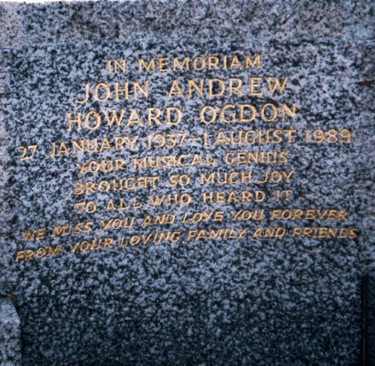 IN MEMORIAM
JOHN ANDREW
HOWARD OGDON
27 JANUARY 1937–1 AUGUST 1989
YOUR MUSICAL GENIUS
BROUGHT SO MUCH JOY
TO ALL WHO HEARD IT
WE MISS YOU AND LOVE YOU FOREVER
FROM YOUR LOVING FAMILY AND FRIENDS